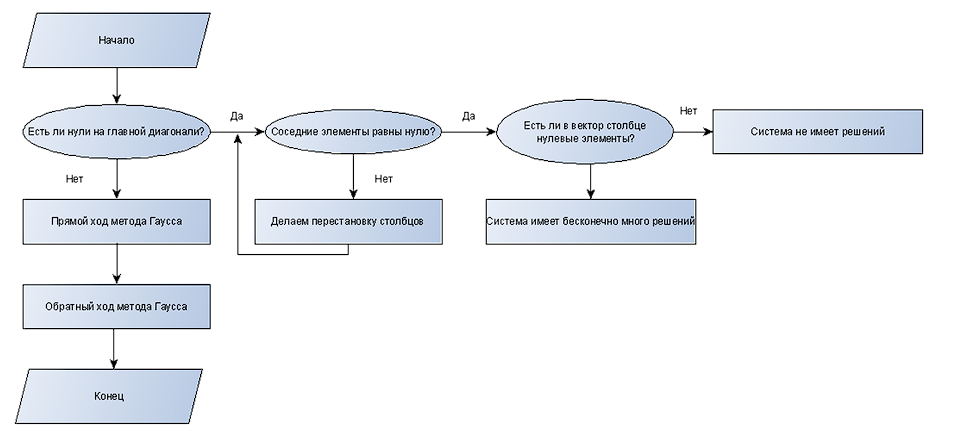 Начало
Есть ли нули на главной диагонали?
Да
Соседние элементы равны нулю?
Да
Есть ли в вектор столбце
нулевые элементы?
Нет
Система не имеет решений
Нет
Нет
Прямой ход метода Гаусса
Делаем перестановку столбцов
Система имеет бесконечно много решений
Обратный ход метода Гаусса
Конец